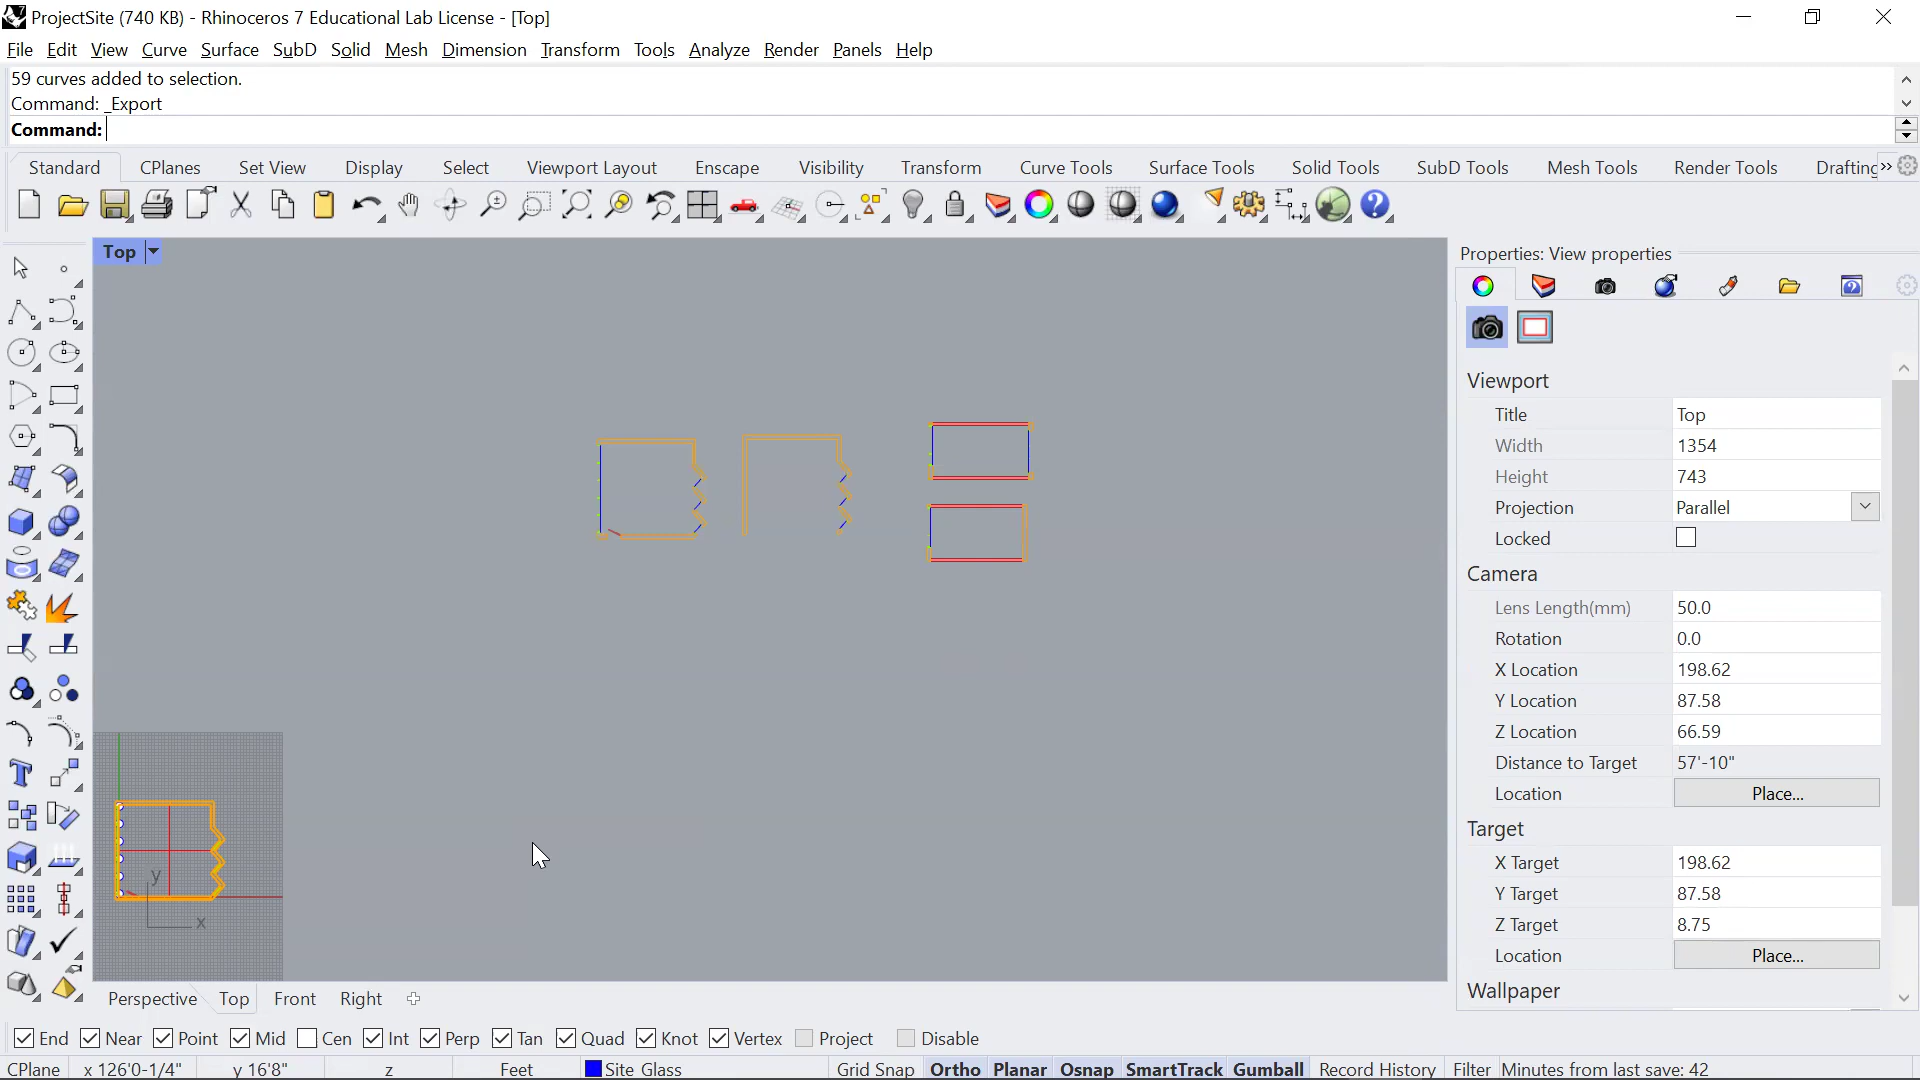 ProjectSite (740 KB) - Rhinoceros 7 Educational Lab License - [Top]
File Edit View Curve Surface SubD Solid Mesh Dimension Transform Tools Analyze Render Panels Help
59 curves added to selection.
Command: _Export
Command:
Standard CPlanes Set View Display Select Viewport Layout Enscape Visibility Transform Curve Tools Surface Tools Solid Tools SubD Tools Mesh Tools Render Tools Drafting »
Top
Properties: View properties
Viewport
Title Top
Width 1354
Height 743
Projection Parallel
Locked
Camera
Lens Length(mm) 50.0
Rotation 0.0
X Location 198.62
Y Location 87.58
Z Location 66.59
Distance to Target 57'-10"
Location Place...
Target
X Target 198.62
Y Target 87.58
Z Target 8.75
Location Place...
Wallpaper
y
x
Perspective Top Front Right
End Near Point Mid Cen Int Perp Tan Quad Knot Vertex Project Disable
CPlane x 126'0-1/4" y 16'8" z Feet Site Glass Grid Snap Ortho Planar Osnap SmartTrack Gumball Record History Filter Minutes from last save: 42